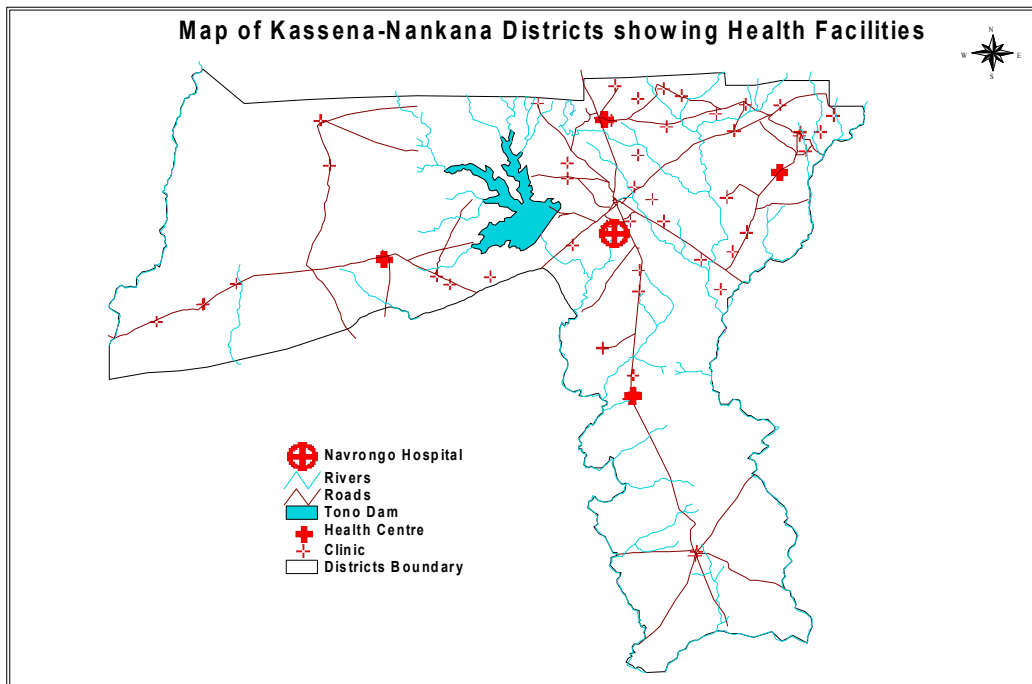 Map of Kassena-Nankana Districts showing Health Facilities
N
W E
S
Navrongo Hospital
Rivers
Roads
Tono Dam
Health Centre
Clinic
Districts Boundary